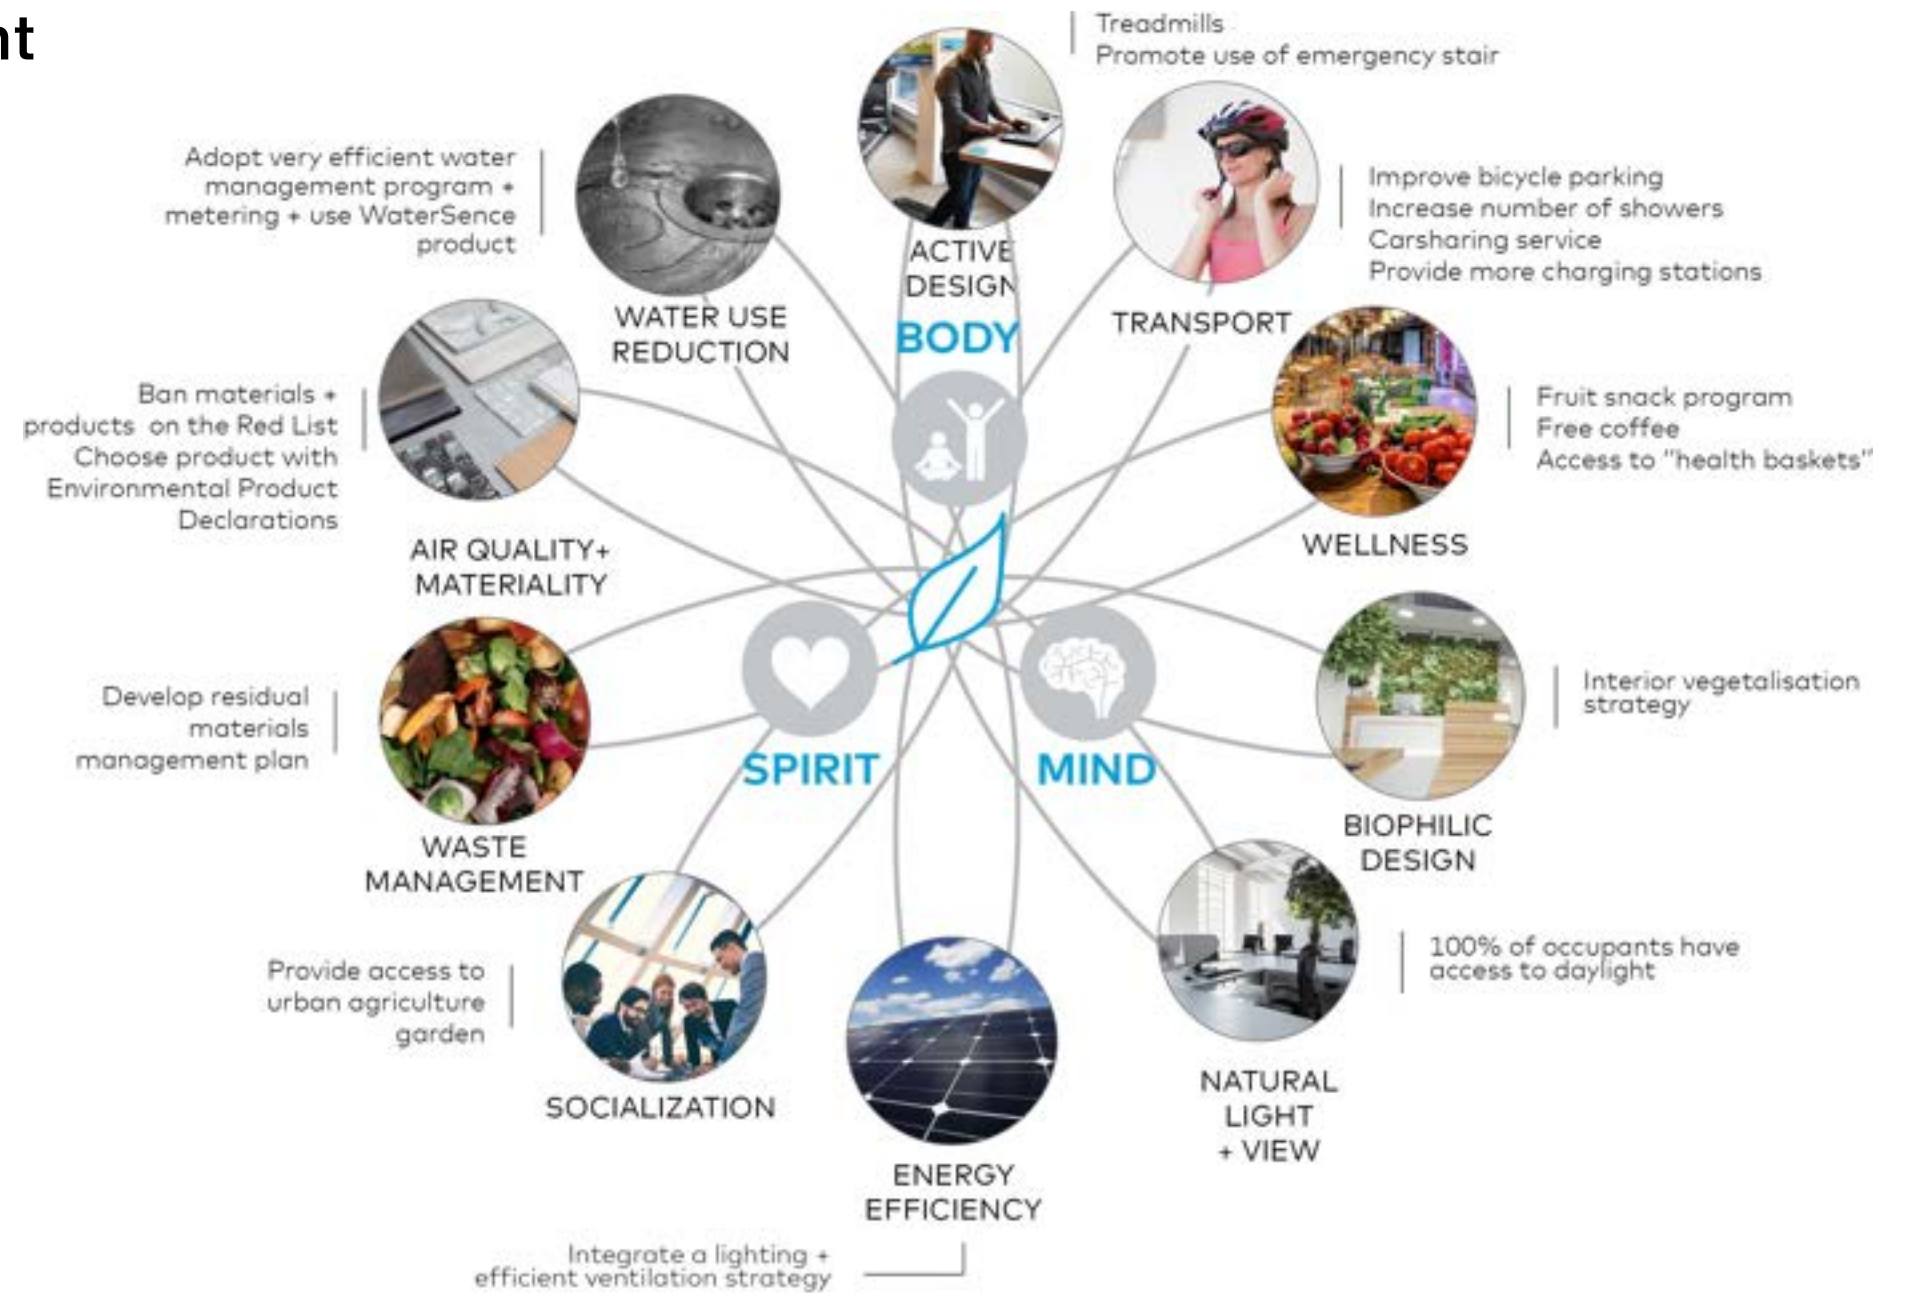 nt
Treadmills
Promote use of emergency stair
ACTIVE
DESIGN
Adopt very efficient water
management program +
metering + use WaterSence
product
WATER USE
REDUCTION
Improve bicycle parking
Increase number of showers
Carsharing service
Provide more charging stations
TRANSPORT
BODY
Ban materials +
products on the Red List
Choose product with
Environmental Product
Declarations
AIR QUALITY+
MATERIALITY
Fruit snack program
Free coffee
Access to "health baskets"
WELLNESS
SPIRIT
MIND
Develop residual
materials
management plan
WASTE
MANAGEMENT
Interior vegetalisation
strategy
BIOPHILIC
DESIGN
Provide access to
urban agriculture
garden
SOCIALIZATION
100% of occupants have
access to daylight
NATURAL
LIGHT
+ VIEW
ENERGY
EFFICIENCY
Integrate a lighting +
efficient ventilation strategy